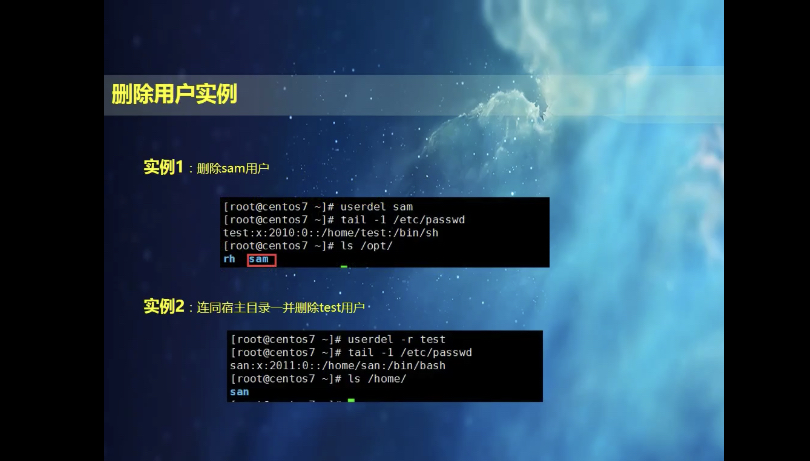 删除用户实例
实例1：删除sam用户
[root@centos7 ~]# userdel sam
[root@centos7 ~]# tail -1 /etc/passwd
test:x:2010:0::/home/test:/bin/sh
[root@centos7 ~]# ls /opt/
rh sam
实例2：连同宿主目录一并删除test用户
[root@centos7 ~]# userdel -r test
[root@centos7 ~]# tail -1 /etc/passwd
san:x:2011:0::/home/san:/bin/bash
[root@centos7 ~]# ls /home/
san